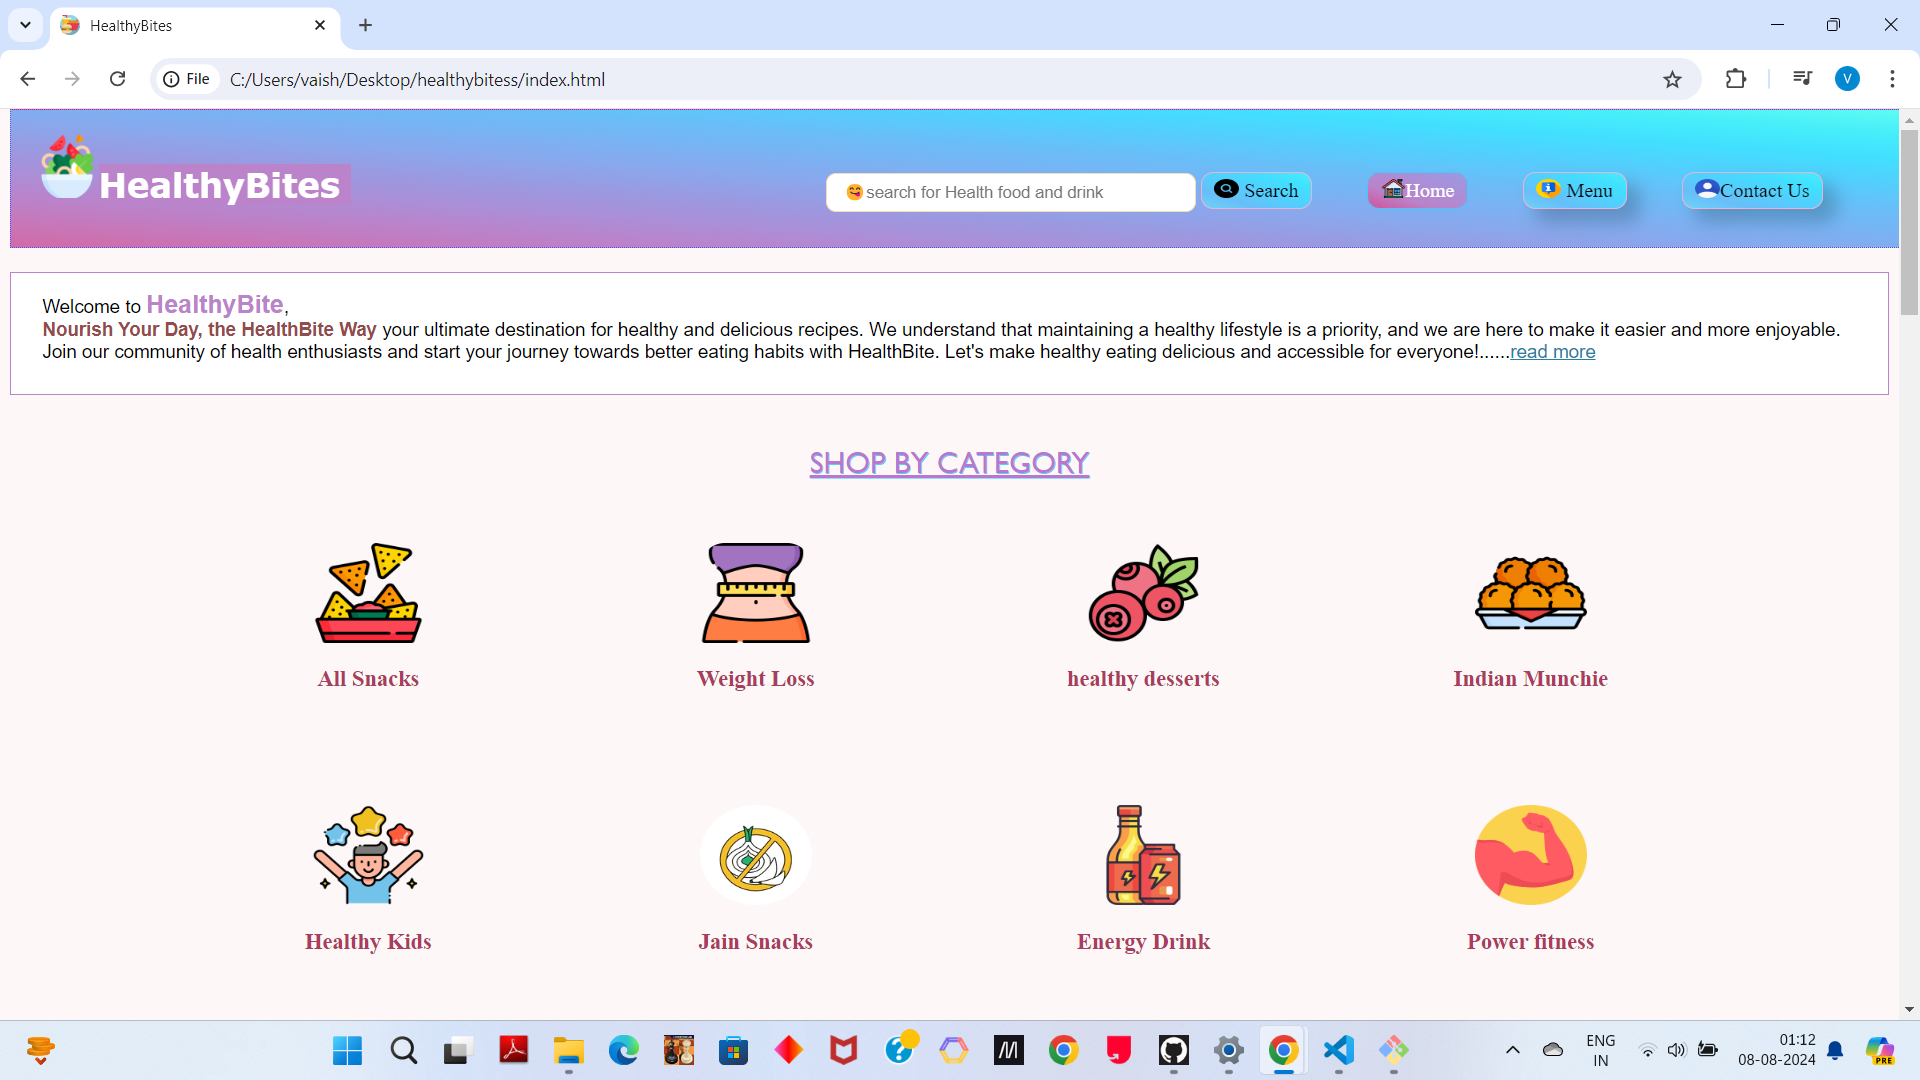 HealthyBites
File C:/Users/vaish/Desktop/healthybitess/index.html
V
HealthyBites
😋search for Health food and drink
Search
Home
Menu
Contact Us
Welcome to HealthyBite,
Nourish Your Day, the HealthBite Way your ultimate destination for healthy and delicious recipes. We understand that maintaining a healthy lifestyle is a priority, and we are here to make it easier and more enjoyable.
Join our community of health enthusiasts and start your journey towards better eating habits with HealthBite. Let's make healthy eating delicious and accessible for everyone!......read more
SHOP BY CATEGORY
All Snacks
Weight Loss
healthy desserts
Indian Munchie
Healthy Kids
Jain Snacks
Energy Drink
Power fitness
ENG
IN
01:12
08-08-2024
PRE